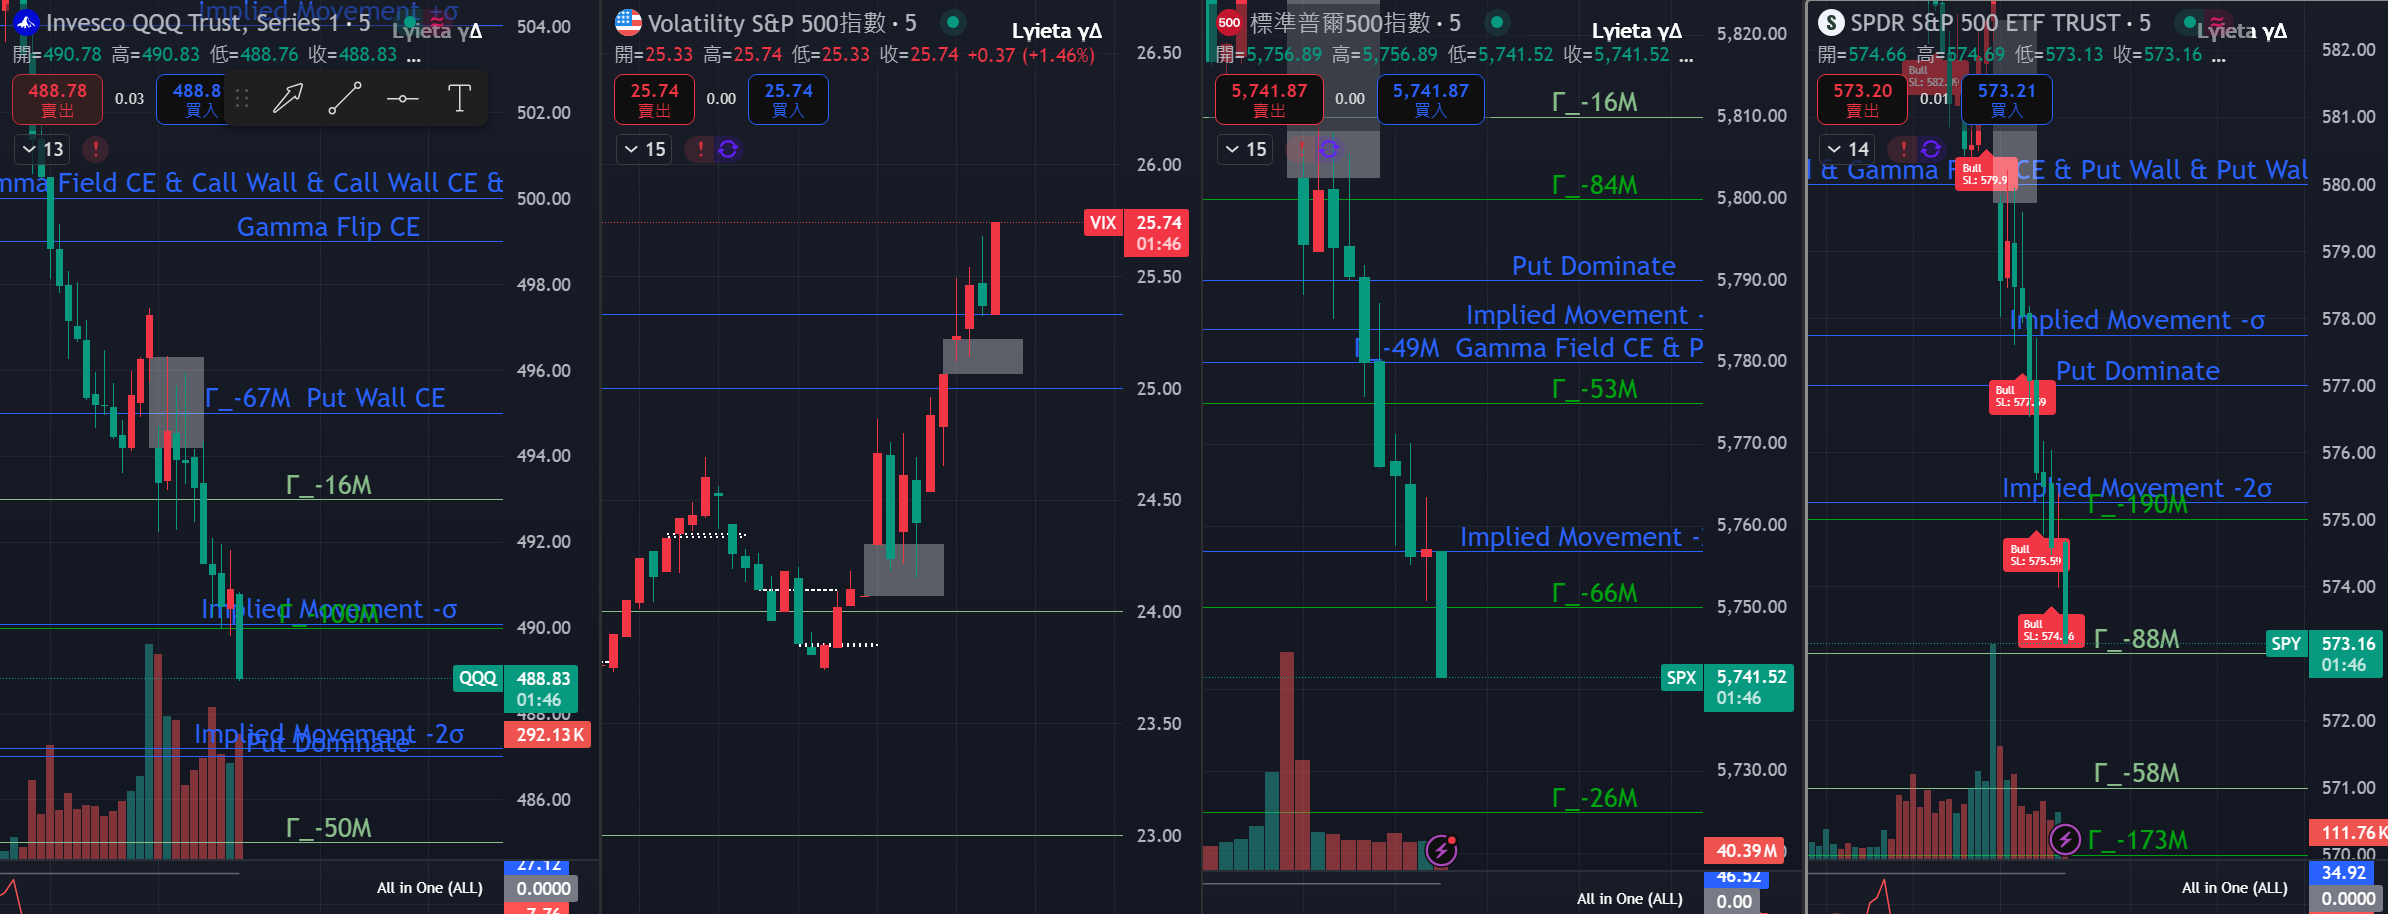 Implied Movement +σ
Invesco QQQ Trust, Series 1 · 5
Lyieta γΔ
開=490.78 高=490.83 低=488.76 收=488.83 ...
488.78
賣出
0.03
488.8
買入
T
13
Gamma Field CE & Call Wall & Call Wall CE &
Gamma Flip CE
Γ_-67M Put Wall CE
Γ_-16M
Implied Movement -σ
Γ_-100M
Implied Movement -2σ
Put Dominate
Γ_-50M
504.00
502.00
500.00
498.00
496.00
494.00
492.00
490.00
QQQ 488.83
01:46
488.00
292.13 K
486.00
27.12
All in One (ALL)
0.0000
7.76
Volatility S&P 500指數 · 5
Lyieta γΔ
開=25.33 高=25.74 低=25.33 收=25.74 +0.37 (+1.46%)
25.74
賣出
0.00
25.74
買入
15
26.50
26.00
VIX 25.74
01:46
25.50
25.00
24.50
24.00
23.50
23.00
500 標準普爾500指數 · 5
Lyieta γΔ
開=5,756.89 高=5,756.89 低=5,741.52 收=5,741.52 ...
5,741.87
賣出
0.00
5,741.87
買入
15
Γ_-16M
Γ_-84M
Put Dominate
Implied Movement -
Γ_-49M Gamma Field CE & P
Γ_-53M
Implied Movement -
Γ_-66M
Γ_-26M
5,820.00
5,810.00
5,800.00
5,790.00
5,780.00
5,770.00
5,760.00
5,750.00
SPX 5,741.52
01:46
5,730.00
40.39 M
46.52
All in One (ALL)
0.00
S SPDR S&P 500 ETF TRUST · 5
Lyieta γΔ
開=574.66 高=574.69 低=573.13 收=573.16 ...
Bull
573.20
賣出
0.01
573.21
買入
14
Bull
SL: 579.9
& Gamma F CE & Put Wall & Put Wal
Implied Movement -σ
Put Dominate
Bull
SL: 577.59
Implied Movement -2σ
Γ_-190M
Bull
SL: 575.59
Bull
Γ_-88M
Γ_-58M
Γ_-173M
582.00
581.00
580.00
579.00
578.00
577.00
576.00
575.00
574.00
SPY 573.16
01:46
572.00
571.00
111.76 K
570.00
34.92
All in One (ALL)
0.0000